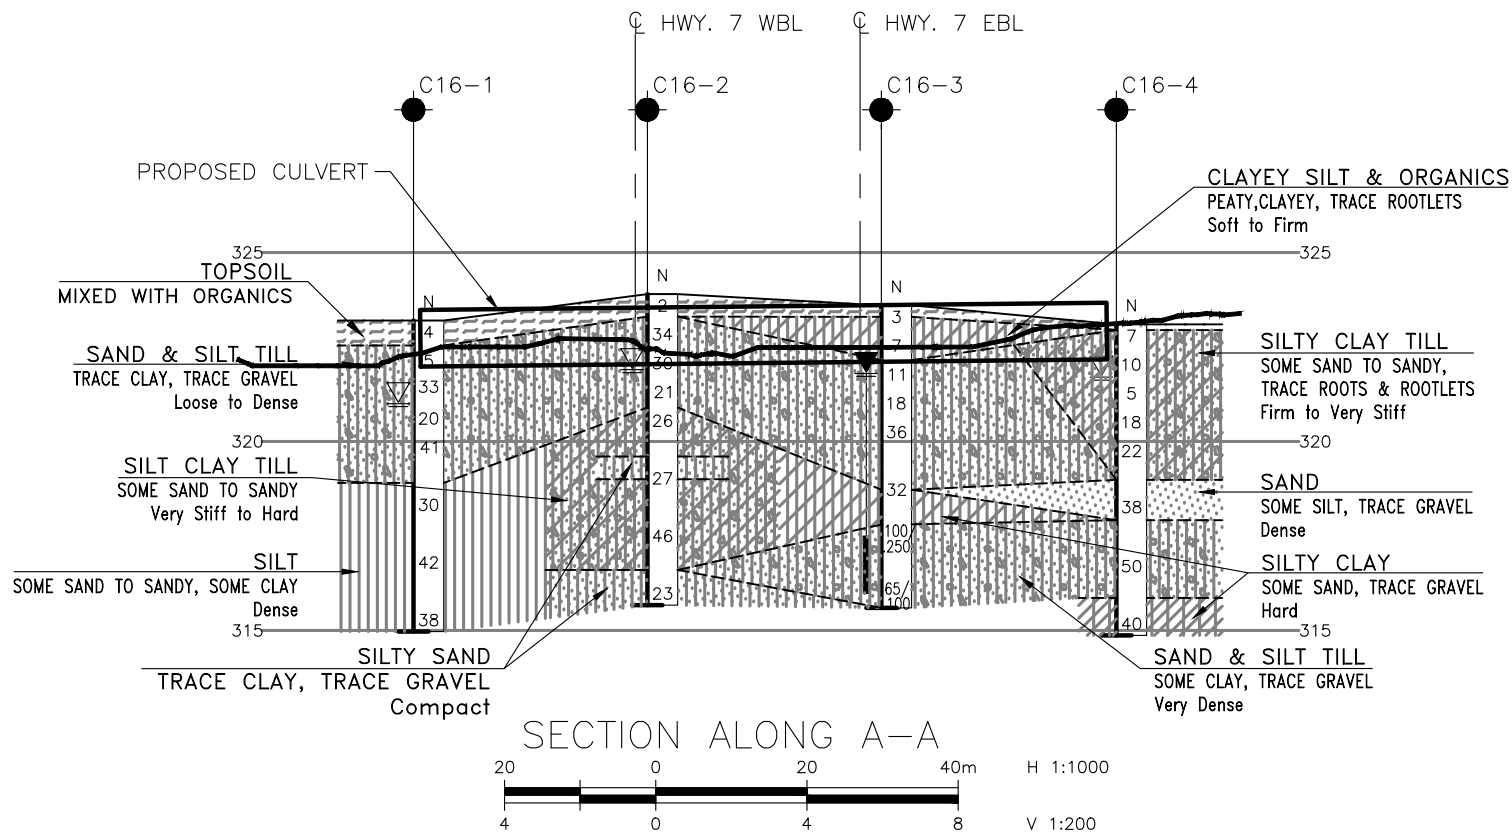 ℄ HWY. 7 WBL
℄ HWY. 7 EBL
C16-1
C16-2
C16-3
C16-4
PROPOSED CULVERT
CLAYEY SILT & ORGANICS
PEATY,CLAYEY, TRACE ROOTLETS
Soft to Firm
325
325
TOPSOIL
MIXED WITH ORGANICS
SAND & SILT TILL
TRACE CLAY, TRACE GRAVEL
Loose to Dense
320
320
SILT CLAY TILL
SOME SAND TO SANDY
Very Stiff to Hard
SILT
SOME SAND TO SANDY, SOME CLAY
Dense
315
315
SILTY SAND
TRACE CLAY, TRACE GRAVEL
Compact
N
4
5
33
20
41
30
42
38
N
2
34
30
21
26
27
46
23
3
7
11
18
36
32
100
250/
65/
100
N
7
10
5
18
22
38
50
40
SILTY CLAY TILL
SOME SAND TO SANDY,
TRACE ROOTS & ROOTLETS
Firm to Very Stiff
SAND
SOME SILT, TRACE GRAVEL
Dense
SILTY CLAY
SOME SAND, TRACE GRAVEL
Hard
SAND & SILT TILL
SOME CLAY, TRACE GRAVEL
Very Dense
SECTION ALONG A-A
20 0 20 40m H 1:1000
4 0 4 8 V 1:200